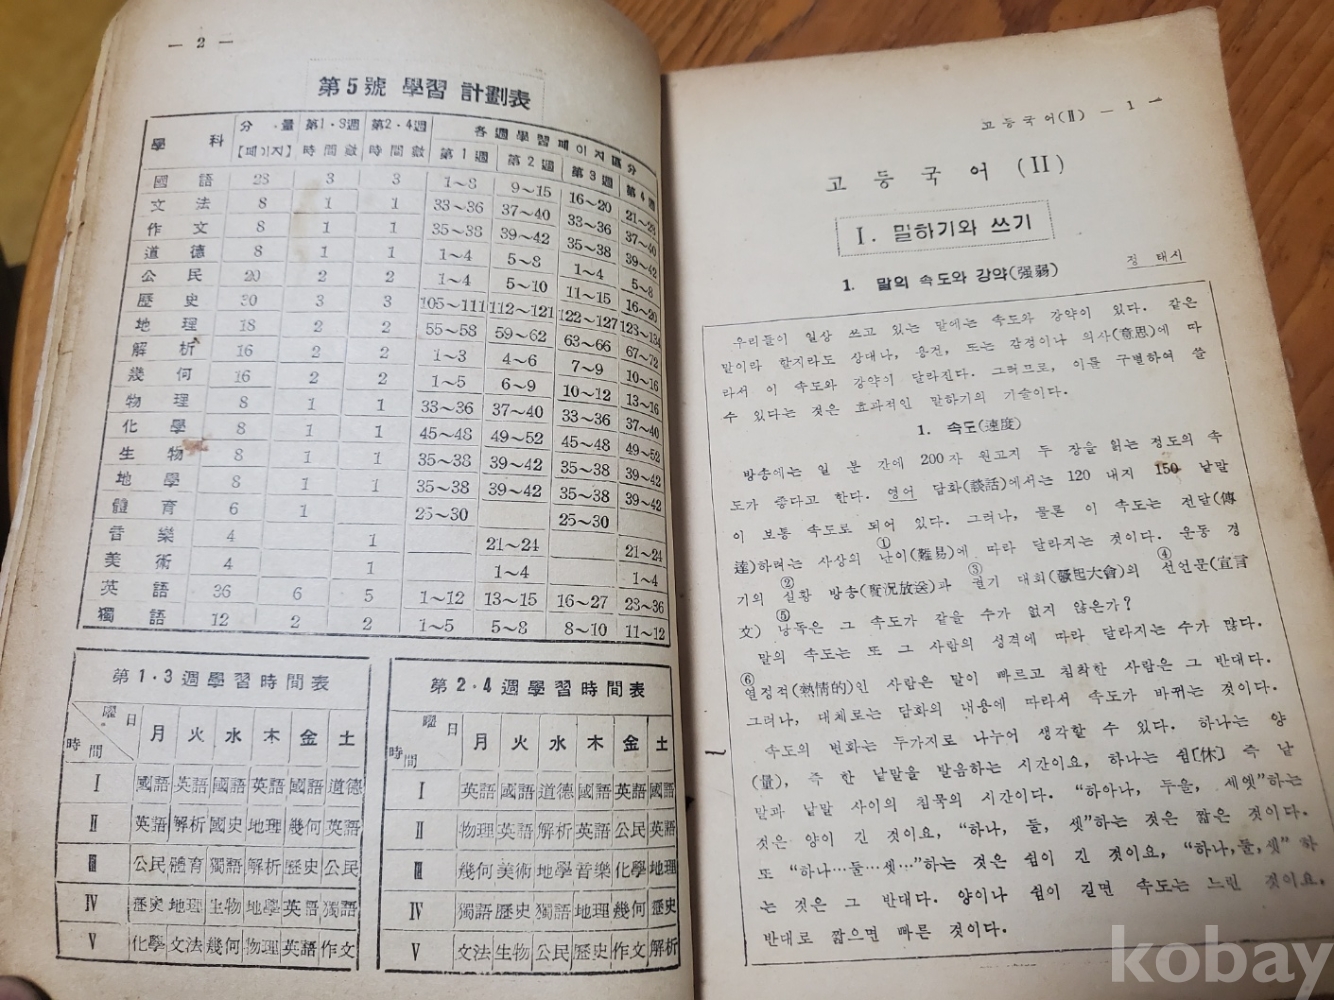 — 2 —
第5號 學習 計劃表
學科 分量[페이지] 第1·3週時間數 第2·4週時間數 各週學習페이지區分
第1週 第2週 第3週 第4週
國語 28 3 3 1~8 9~15 16~20 21~28
文法 8 1 1 33~36 37~40 33~36 37~40
作文 8 1 1 35~38 39~42 35~38 39~42
道德 8 1 1 1~4 5~8 1~4 5~8
公民 20 2 2 1~4 5~10 11~15 16~20
歷史 30 3 3 105~111 112~121 122~127 123~134
地理 18 2 2 55~58 59~62 63~66 67~72
解析 16 2 2 1~3 4~6 7~9 10~16
幾何 16 2 2 1~5 6~9 10~12 13~16
物理 8 1 1 33~36 37~40 33~36 37~40
化學 8 1 1 45~48 49~52 45~48 49~52
生物 8 1 1 35~38 39~42 35~38 39~42
地學 8 1 1 35~38 39~42 35~38 39~42
體育 6 1 25~30 25~30
音樂 4 1 21~24 21~24
美術 4 1 1~4 1~4
英語 36 6 5 1~12 13~15 16~27 28~36
獨語 12 2 2 1~5 5~8 8~10 11~12
第1·3週學習時間表
曜日 時間 月 火 水 木 金 土
I 國語 英語 國語 英語 國語 道德
II 英語 解析 國史 地理 幾何 英語
III 公民 體育 獨語 解析 歷史 公民
IV 歷史 地理 生物 地學 英語 獨語
V 化學 文法 幾何 物理 英語 作文
第2·4週學習時間表
曜日 時間 月 火 水 木 金 土
I 英語 國語 道德 國語 英語 國語
II 物理 英語 解析 英語 公民 英語
III 幾何 美術 地學 音樂 化學 地理
IV 獨語 歷史 獨語 地理 幾何 歷史
V 文法 生物 公民 歷史 作文 解析
고등국어(II) — 1 —
고등국어 (II)
I. 말하기와 쓰기
1. 말의 속도와 강약(强弱)
정태시
우리들이 일상 쓰고 있는 말에는 속도와 강약이 있다. 같은
말이라 할지라도 상대나, 용건, 또는 감정이나 의사(意思)에 따
라서 이 속도와 강약이 달라진다. 그러므로, 이를 구별하여 쓸
수 있다는 것은 효과적인 말하기의 기술이다.
1. 속도(速度)
방송에는 일 분 간에 200자 원고지 두 장을 읽는 정도의 속
도가 좋다고 한다. 영어 담화(談話)에서는 120 내지 150 낱말
이 보통 속도로 되어 있다. 그러나, 물론 이 속도는 전달(傳
達)하려는 사상의 ①난이(難易)에 따라 달라지는 것이다. 운동 경
기의 ②실황 방송(實況放送)과 ③궐기 대회(蹶起大會)의 ④선언문(宣言
文) ⑤낭독은 그 속도가 같을 수가 없지 않은가?
말의 속도는 또 그 사람의 성격에 따라 달라지는 수가 많다.
⑥열정적(熱情的)인 사람은 말이 빠르고 침착한 사람은 그 반대다.
그러나, 대체로는 담화의 내용에 따라서 속도가 바뀌는 것이다.
속도의 변화는 두가지로 나누어 생각할 수 있다. 하나는 양
(量), 즉 한 낱말을 발음하는 시간이요, 하나는 쉼[休] 즉 낱
말과 낱말 사이의 침묵의 시간이다. “하아나, 두울, 세엣”하는
것은 양이 긴 것이요, “하나, 둘, 셋”하는 것은 짧은 것이다.
또 “하나…둘…셋…”하는 것은 쉼이 긴 것이요, “하나,둘,셋” 하
는 것은 그 반대다. 양이나 쉼이 길면 속도는 느린 것이요.
반대로 짧으면 빠른 것이다.
kobay